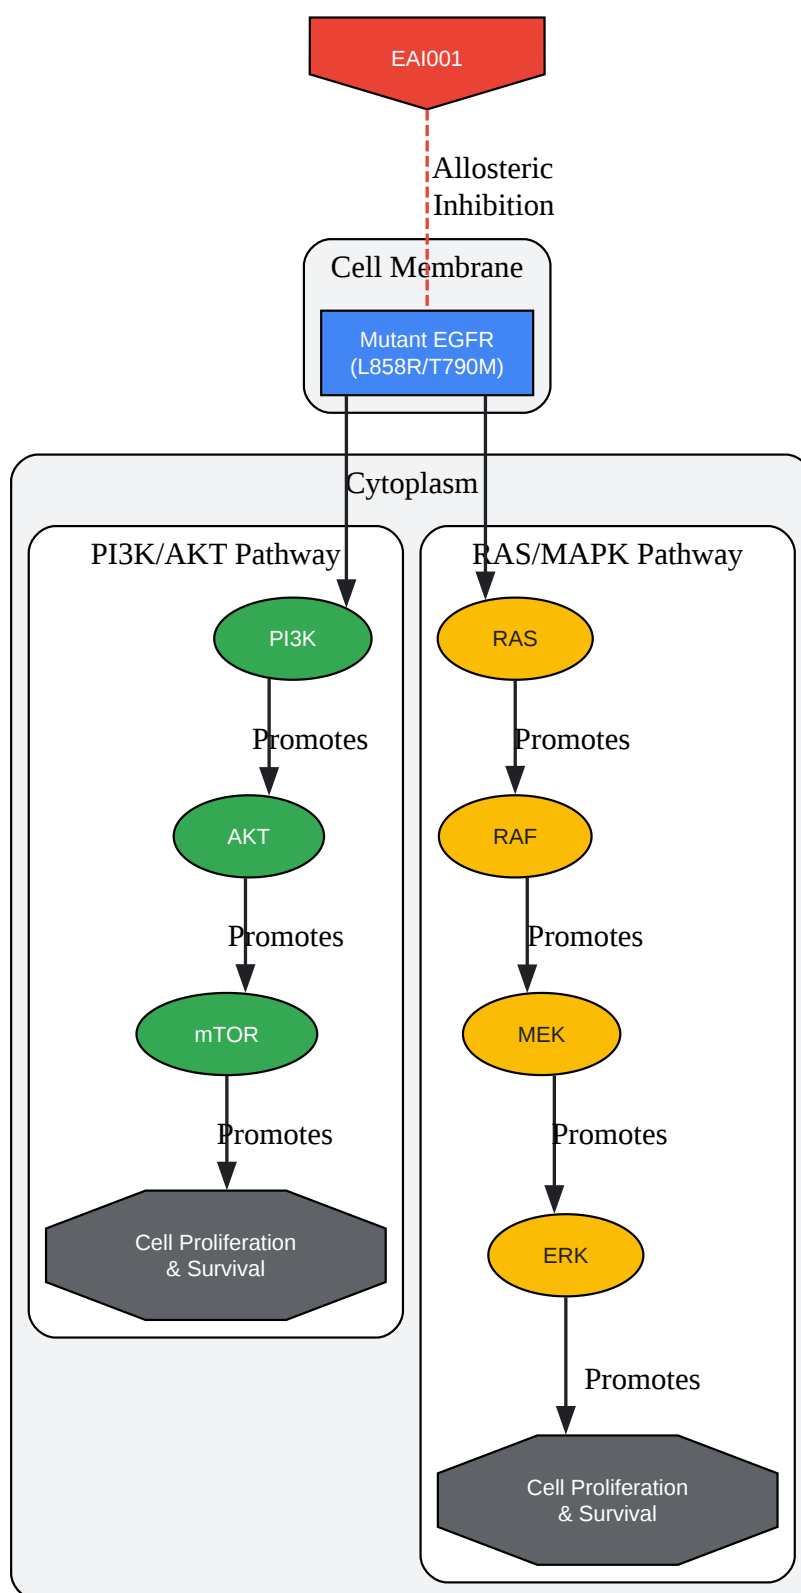 EAI001
Allosteric
Inhibition
Cell Membrane
Mutant EGFR
(L858R/T790M)
Cytoplasm
PI3K/AKT Pathway
PI3K
Promotes
AKT
Promotes
mTOR
Promotes
Cell Proliferation
& Survival
RAS/MAPK Pathway
RAS
Promotes
RAF
Promotes
MEK
Promotes
ERK
Promotes
Cell Proliferation
& Survival